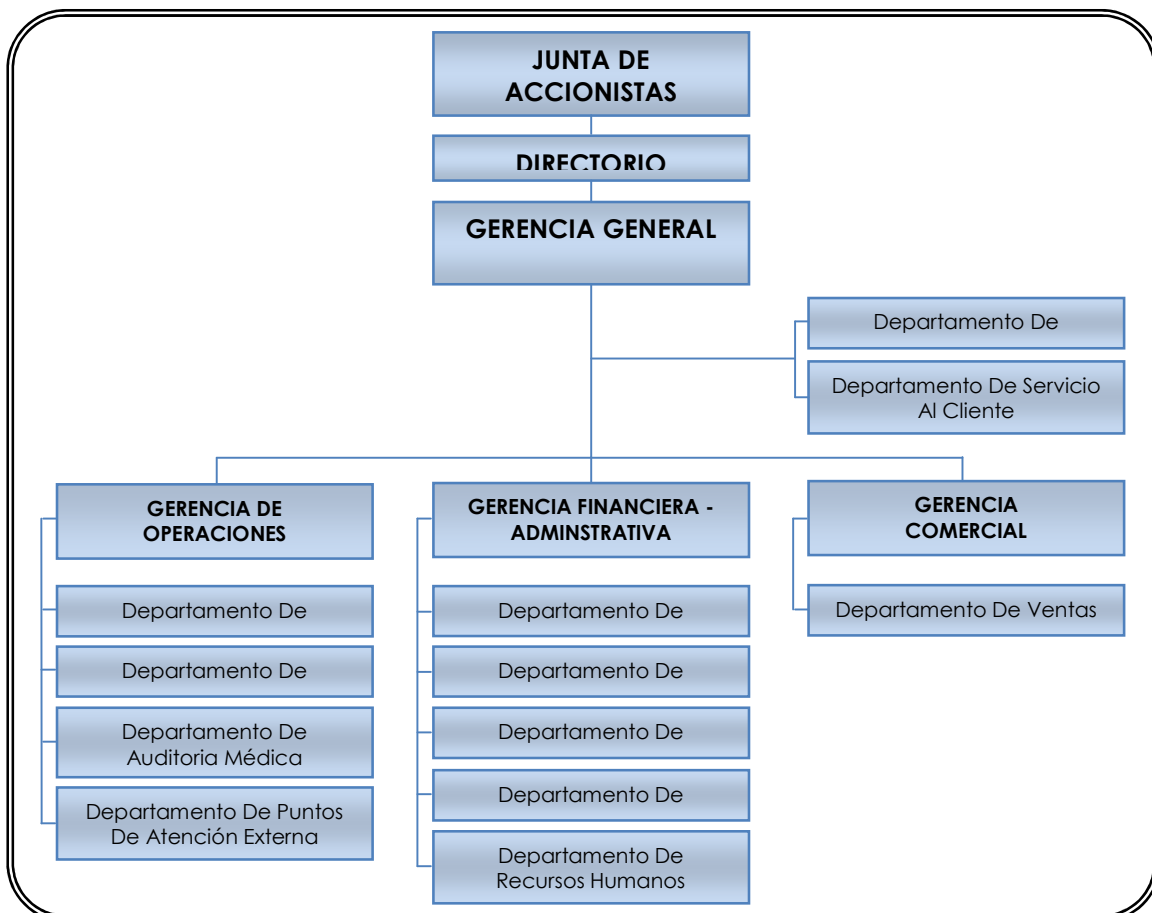 JUNTA DE
ACCIONISTAS
DIRECTORIO
GERENCIA GENERAL
Departamento De
Departamento De Servicio
Al Cliente
GERENCIA DE
OPERACIONES
Departamento De
Departamento De
Departamento De
Auditoria Médica
Departamento De Puntos
De Atención Externa
GERENCIA FINANCIERA -
ADMINSTRATIVA
Departamento De
Departamento De
Departamento De
Departamento De
Departamento De
Recursos Humanos
GERENCIA
COMERCIAL
Departamento De Ventas